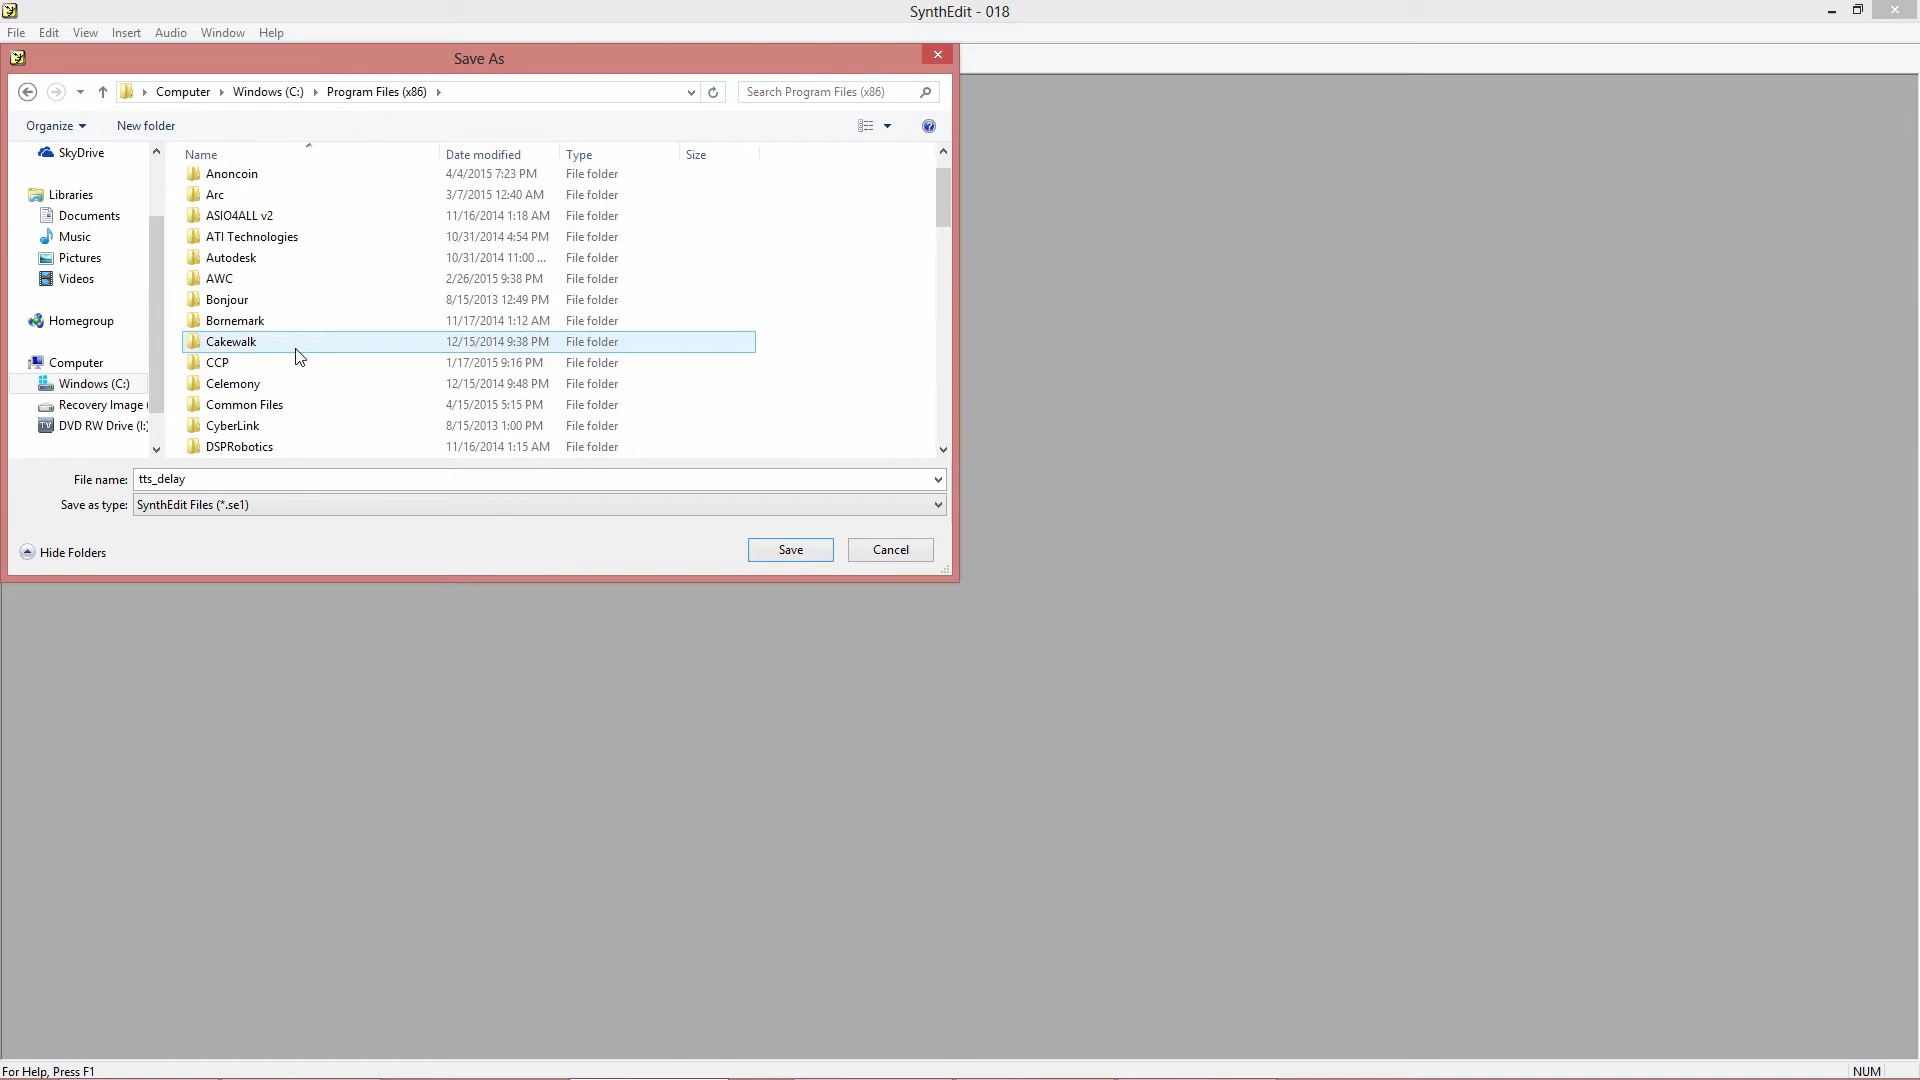 SynthEdit - 018
File Edit View Insert Audio Window Help
Save As
Computer Windows (C:) Program Files (x86)
Search Program Files (x86)
Organize New folder
SkyDrive
Libraries
Documents
Music
Pictures
Videos
Homegroup
Computer
Windows (C:)
Recovery Image (
DVD RW Drive (I:)
Name Date modified Type Size
Anoncoin 4/4/2015 7:23 PM File folder
Arc 3/7/2015 12:40 AM File folder
ASIO4ALL v2 11/16/2014 1:18 AM File folder
ATI Technologies 10/31/2014 4:54 PM File folder
Autodesk 10/31/2014 11:00 ... File folder
AWC 2/26/2015 9:38 PM File folder
Bonjour 8/15/2013 12:49 PM File folder
Bornemark 11/17/2014 1:12 AM File folder
Cakewalk 12/15/2014 9:38 PM File folder
CCP 1/17/2015 9:16 PM File folder
Celemony 12/15/2014 9:48 PM File folder
Common Files 4/15/2015 5:15 PM File folder
CyberLink 8/15/2013 1:00 PM File folder
DSPRobotics 11/16/2014 1:15 AM File folder
File name: tts_delay
Save as type: SynthEdit Files (*.se1)
Hide Folders
Save Cancel
For Help, Press F1
NUM